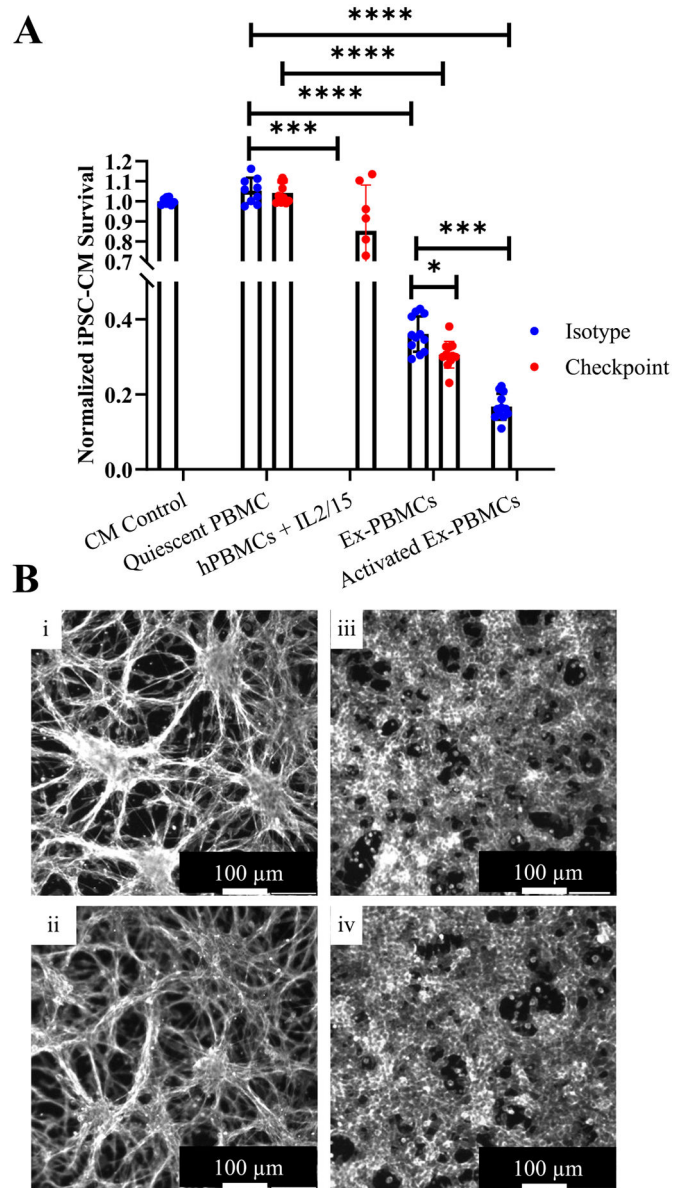 A
****
****
****
***
***
*
Normalized iPSC-CM Survival
1.2
1.1
1.0
0.9
0.8
0.7
0.4
0.2
0.0
Isotype
Checkpoint
CM Control
Quiescent PBMC
hPBMCs + IL2/15
Ex-PBMCs
Activated Ex-PBMCs
B
i
100 µm
iii
100 µm
ii
100 µm
iv
100 µm